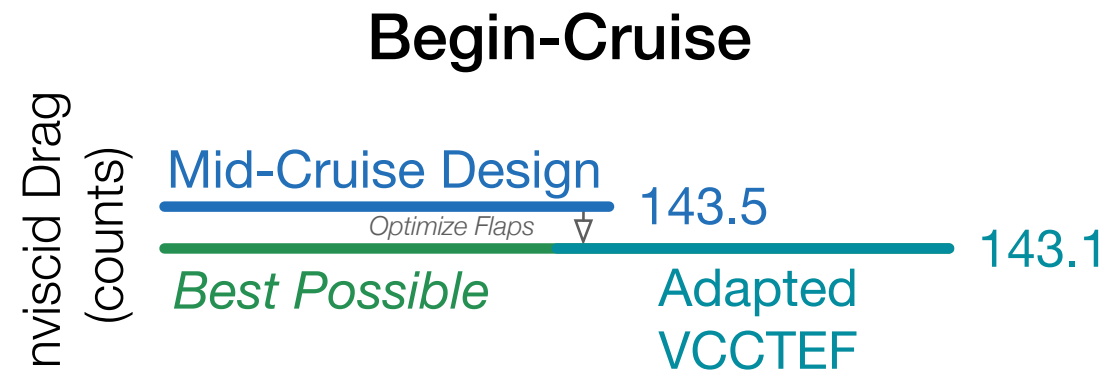 Begin-Cruise
nviscid Drag
(counts)
Mid-Cruise Design
143.5
Optimize Flaps
143.1
Best Possible
Adapted
VCCTEF